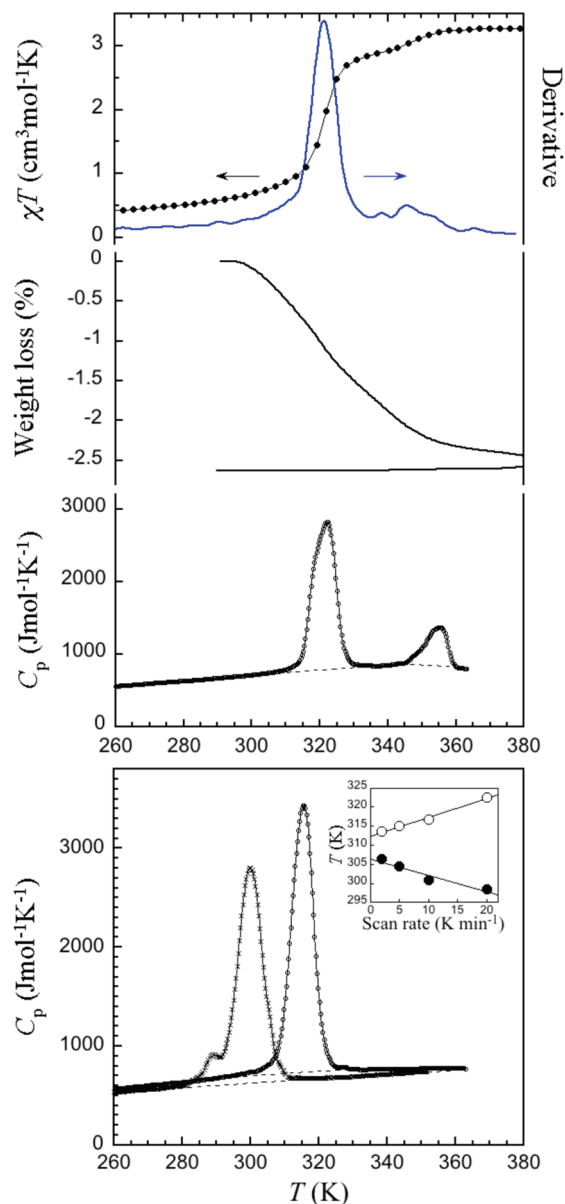 3
2
1
0
χT (cm³mol⁻¹K)
Derivative
0
-0.5
-1
-1.5
-2
-2.5
Weight loss (%)
3000
2000
1000
0
Cₚ (Jmol⁻¹K⁻¹)
260 280 300 320 340 360 380
3000
2000
1000
0
Cₚ (Jmol⁻¹K⁻¹)
325
320
315
310
305
300
295
T (K)
0 5 10 15 20
Scan rate (K min⁻¹)
260 280 300 320 340 360 380
T (K)